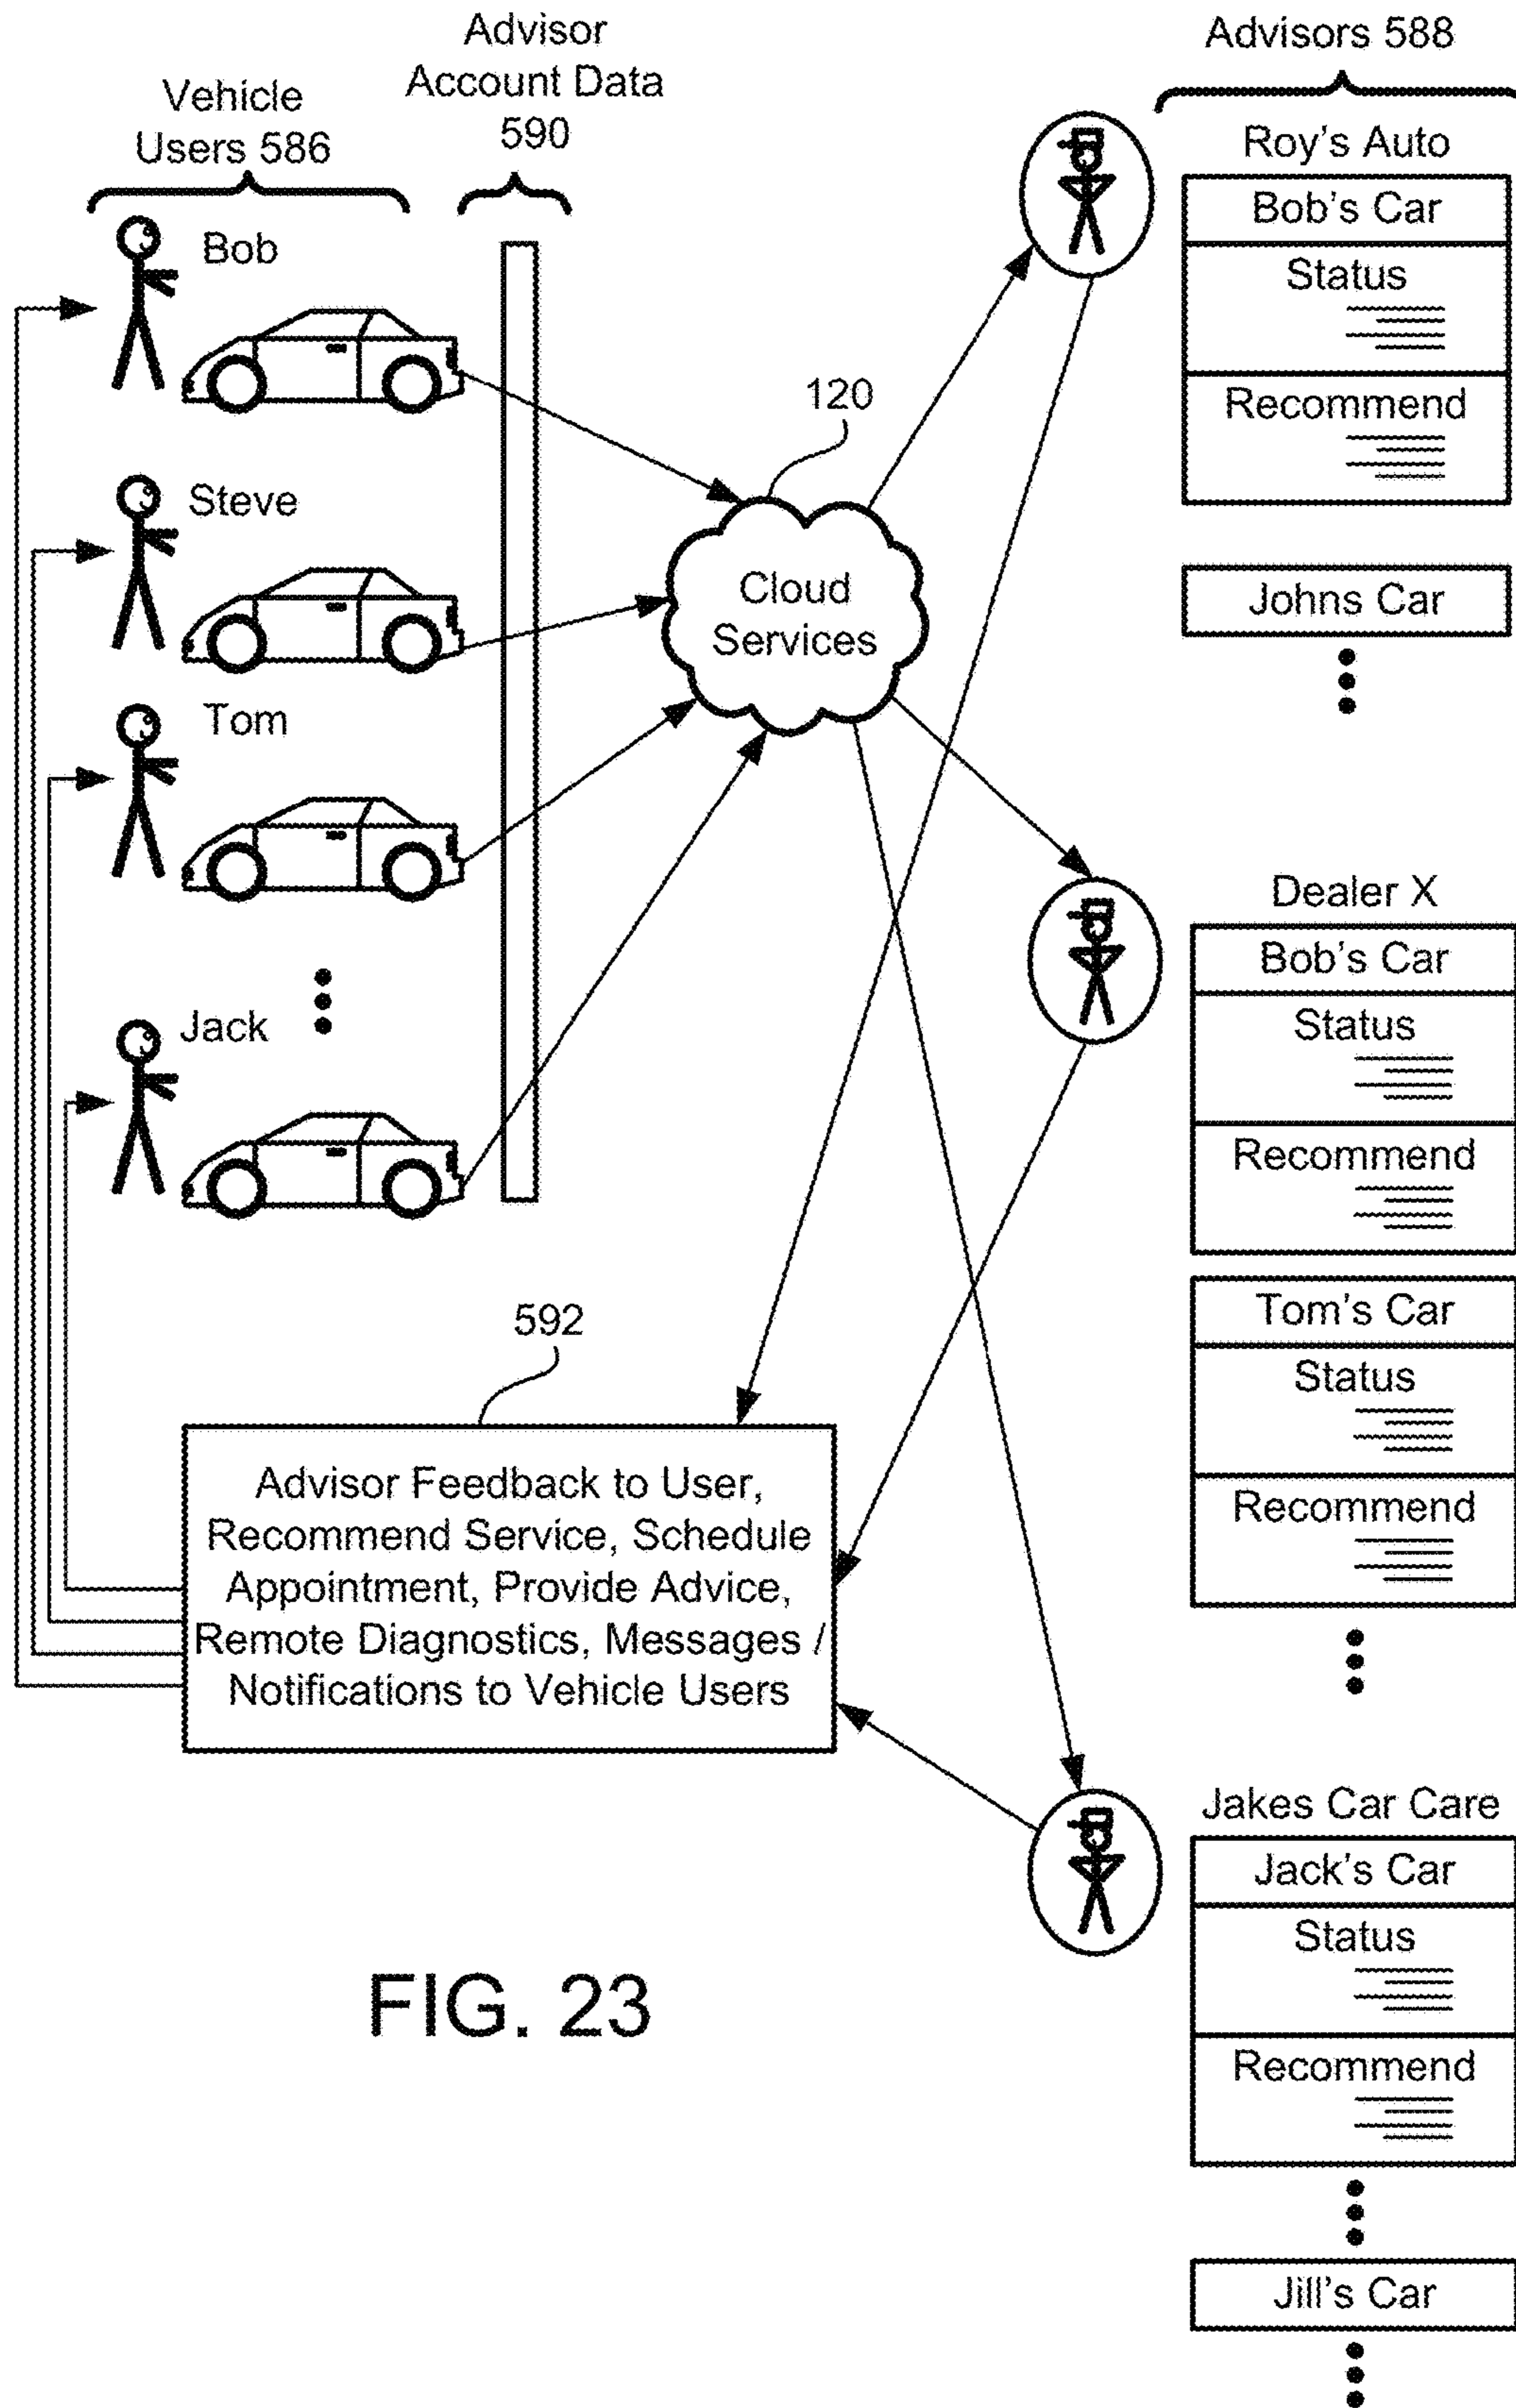 Vehicle
Users 586
Advisor
Account Data
590
Advisors 588
Bob
Steve
Tom
Jack
120
Cloud
Services
Roy's Auto
Bob's Car
Status
Recommend
Johns Car
Dealer X
Bob's Car
Status
Recommend
Tom's Car
Status
Recommend
592
Advisor Feedback to User,
Recommend Service, Schedule
Appointment, Provide Advice,
Remote Diagnostics, Messages /
Notifications to Vehicle Users
Jakes Car Care
Jack's Car
Status
Recommend
Jill's Car
FIG. 23